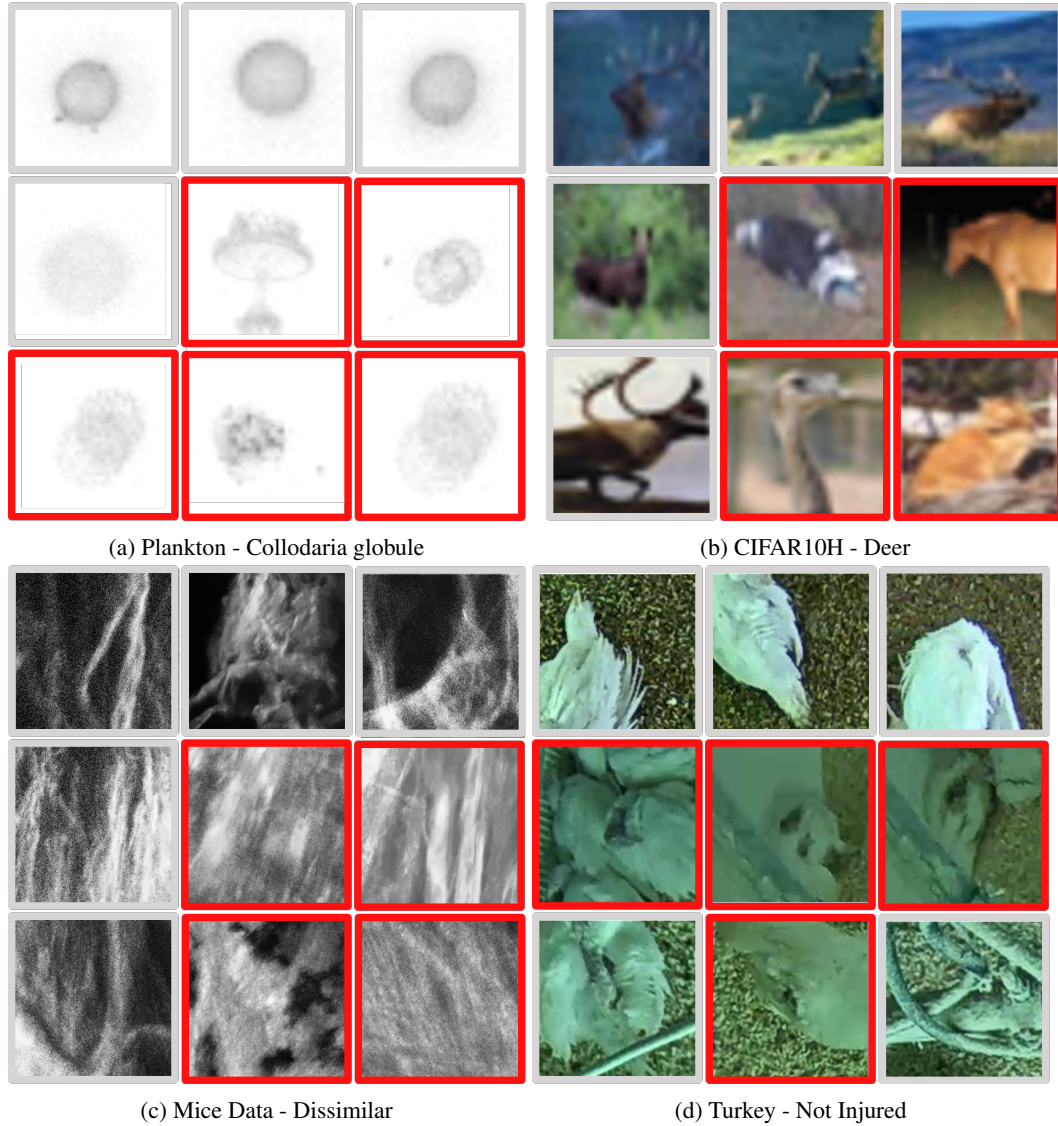 (a) Plankton - Collodaria globule
(b) CIFAR10H - Deer
(c) Mice Data - Dissimilar
(d) Turkey - Not Injured